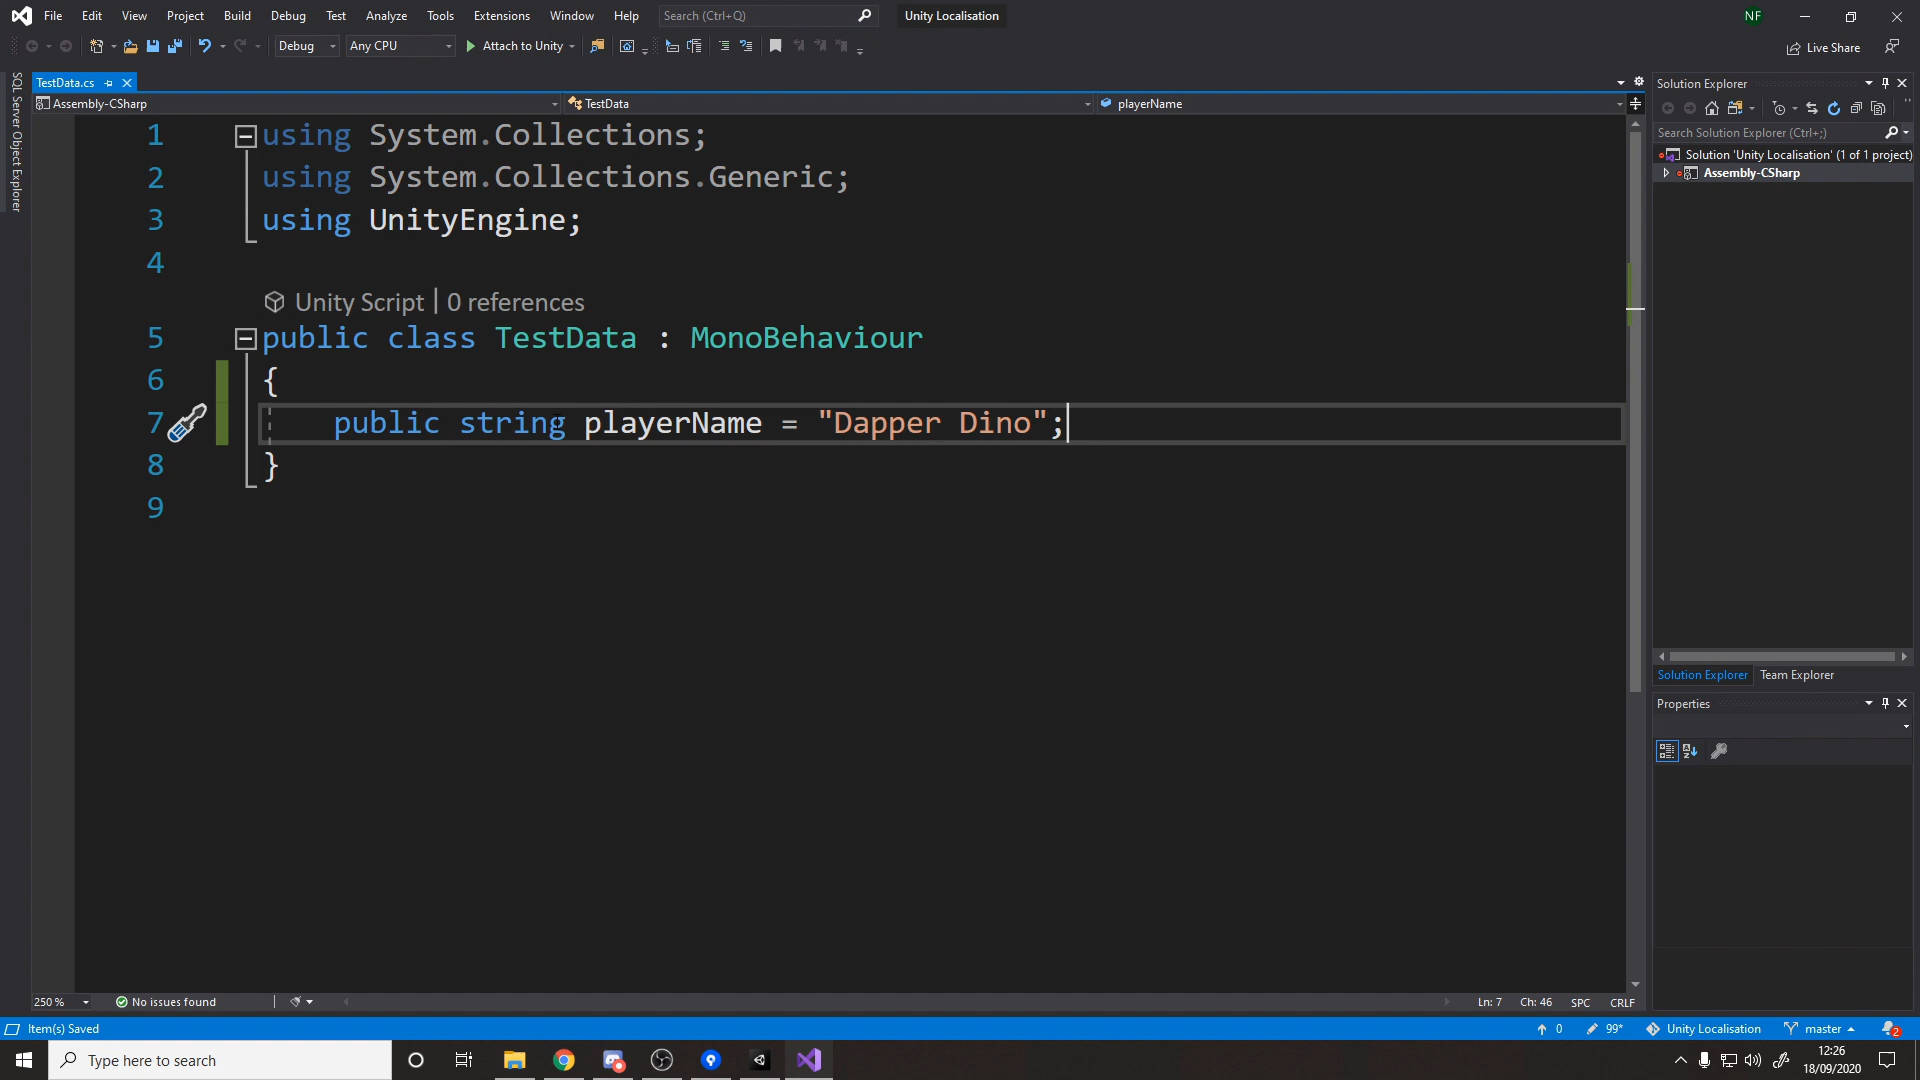 File Edit View Project Build Debug Test Analyze Tools Extensions Window Help Search (Ctrl+Q) Unity Localisation NF
Debug Any CPU Attach to Unity Live Share
SQL Server Object Explorer
TestData.cs
Assembly-CSharp TestData playerName
1 using System.Collections;
2 using System.Collections.Generic;
3 using UnityEngine;
4
Unity Script | 0 references
5 public class TestData : MonoBehaviour
6 {
7 public string playerName = "Dapper Dino";
8 }
9
Solution Explorer
Search Solution Explorer (Ctrl+;)
Solution 'Unity Localisation' (1 of 1 project)
Assembly-CSharp
Solution Explorer Team Explorer
Properties
250 % No issues found Ln: 7 Ch: 46 SPC CRLF
Item(s) Saved 0 99* Unity Localisation master 2
Type here to search
12:26
18/09/2020